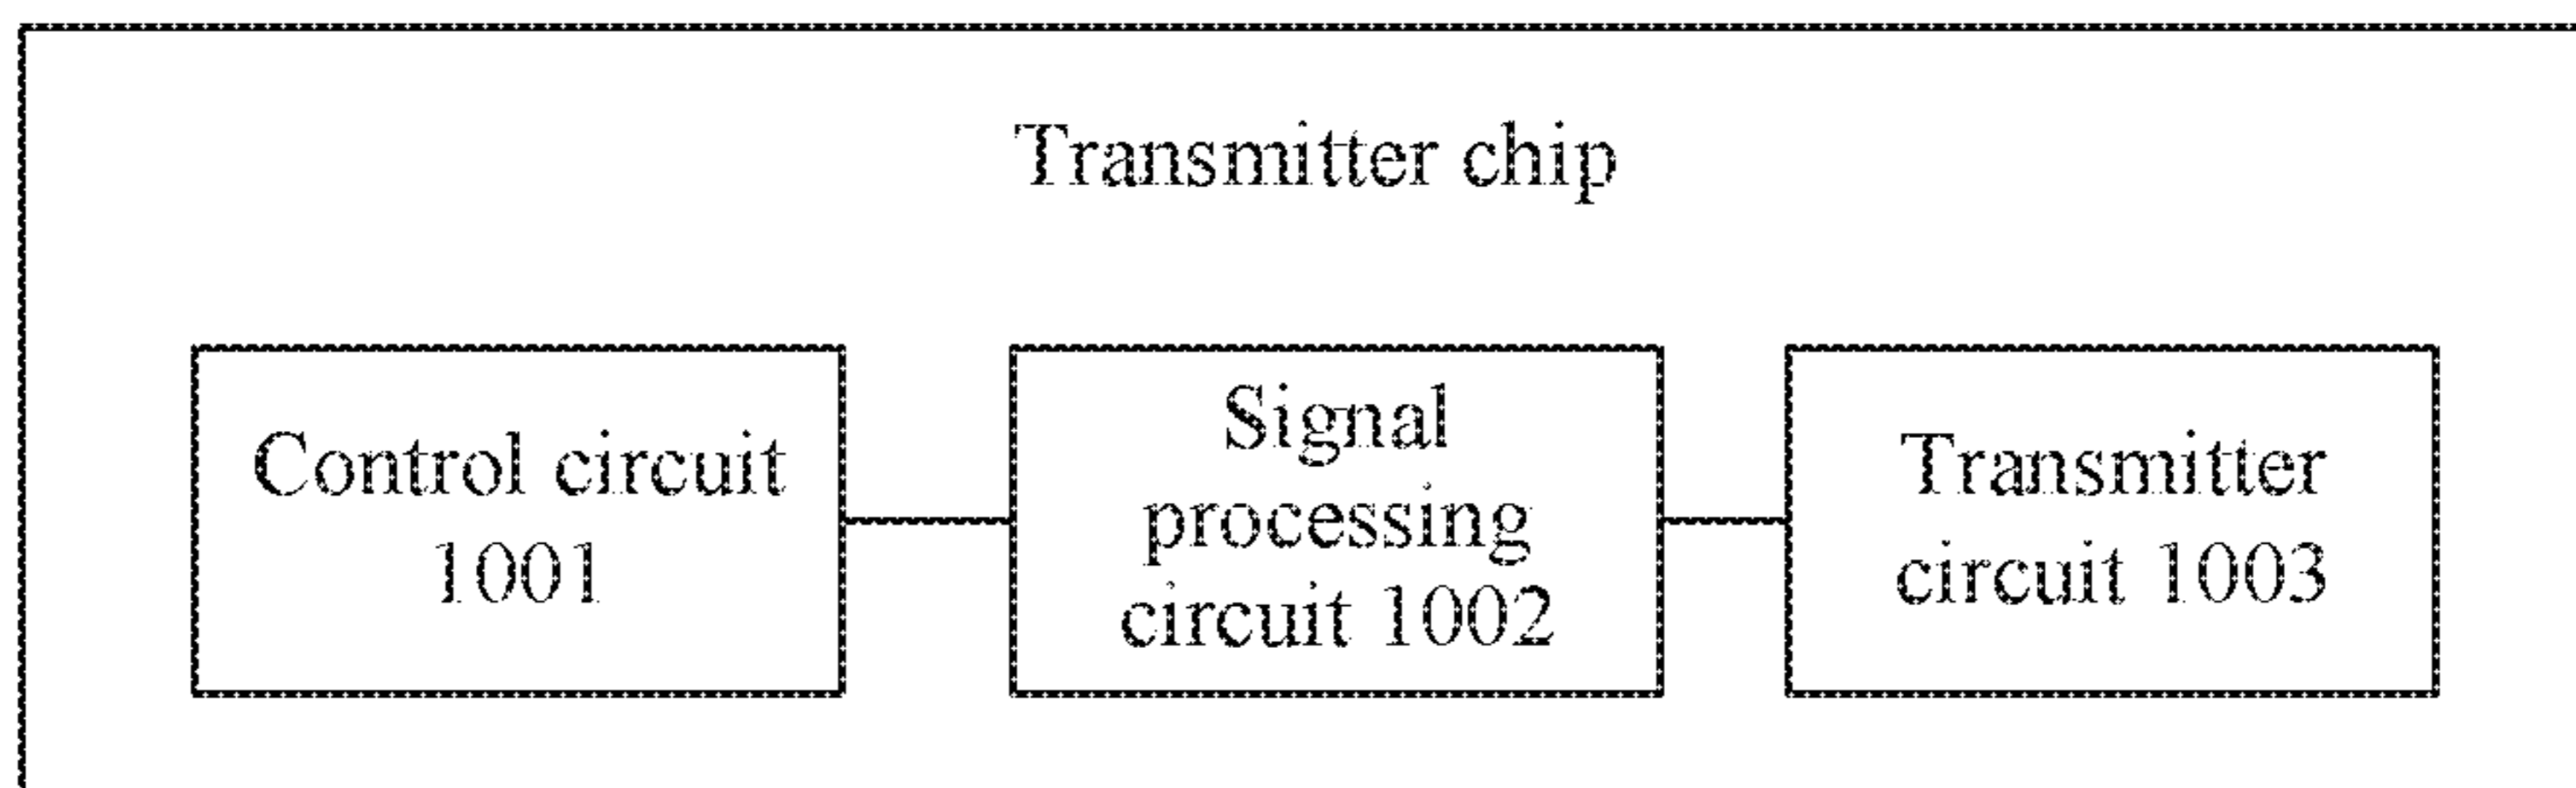 Transmitter chip
Control circuit
1001
Signal
processing
circuit 1002
Transmitter
circuit 1003